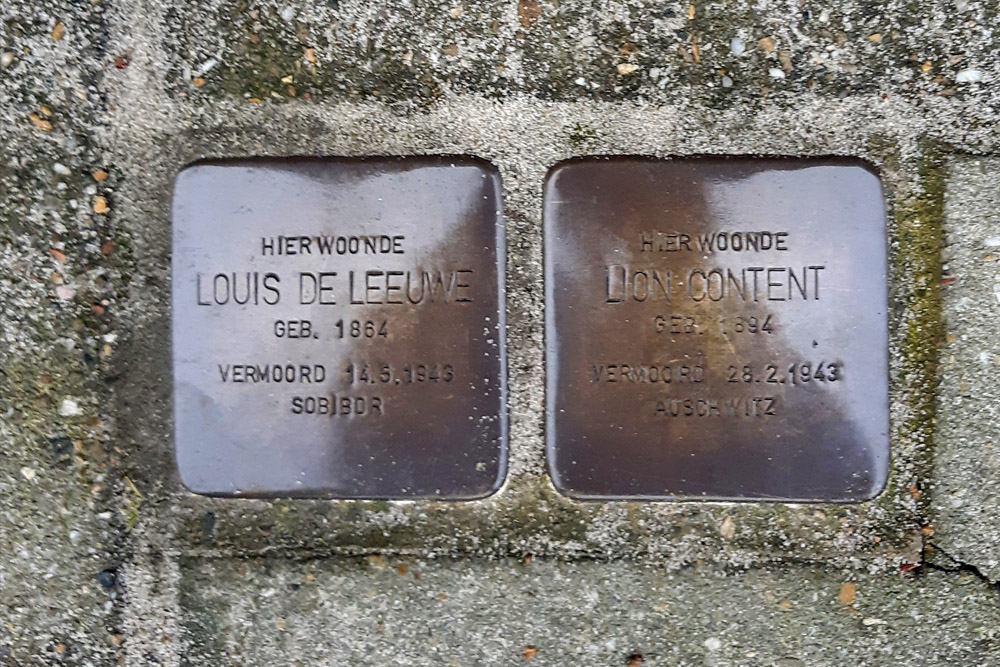 HIER WOONDE
LOUIS DE LEEUWE
GEB. 1864
VERMOORD 14.5.1943
SOBIBOR
HIER WOONDE
LION CONTENT
GEB. 1894
VERMOORD 28.2.1943
AUSCHWITZ